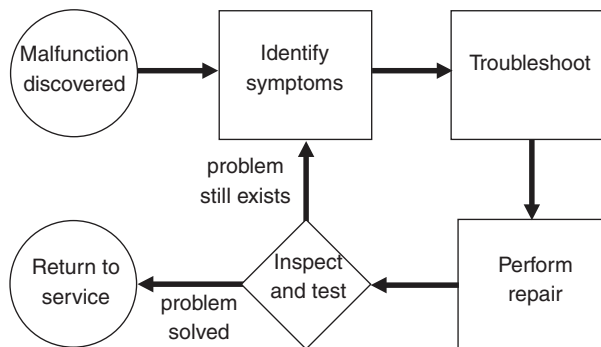 Malfunction
discovered
Identify
symptoms
Troubleshoot
problem
still exists
Return to
service
problem
solved
Inspect
and test
Perform
repair